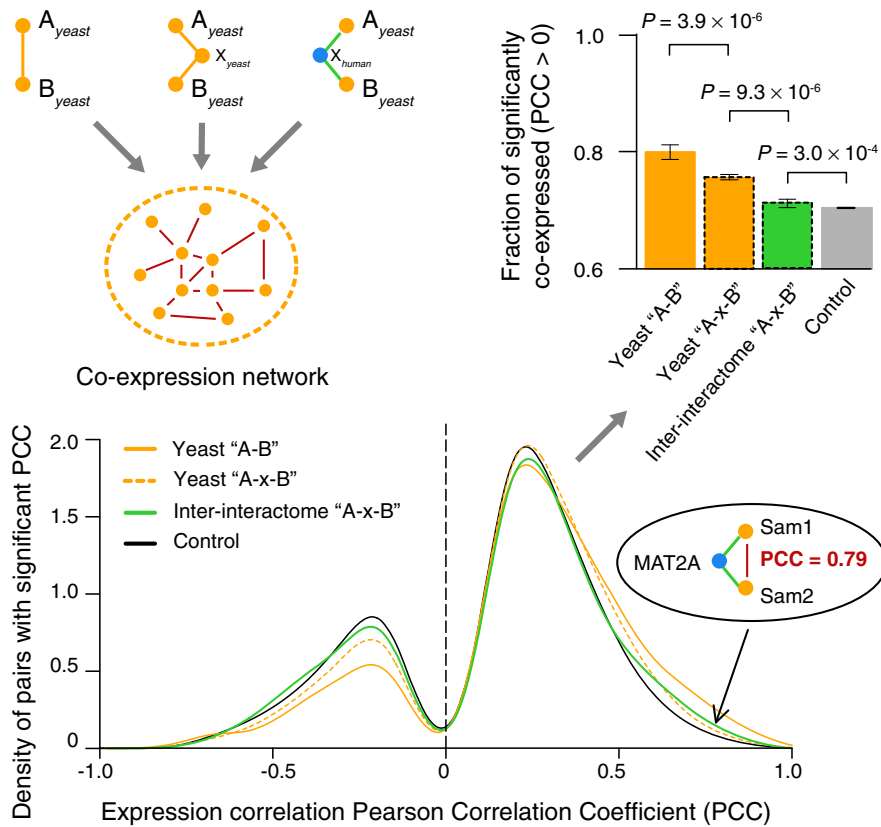 A yeast
B yeast
A yeast
x yeast
B yeast
A yeast
x human
B yeast
Co-expression network
Fraction of significantly
co-expressed (PCC > 0)
1.0
0.8
0.6
P = 3.9 × 10-6
P = 9.3 × 10-6
P = 3.0 × 10-4
Yeast “A-B”
Yeast “A-x-B”
Inter-interactome “A-x-B”
Control
Density of pairs with significant PCC
2.0
1.5
1.0
0.5
0
Yeast “A-B”
Yeast “A-x-B”
Inter-interactome “A-x-B”
Control
MAT2A
Sam1
PCC = 0.79
Sam2
-1.0
-0.5
0
0.5
1.0
Expression correlation Pearson Correlation Coefficient (PCC)